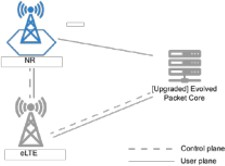 NR
[Upgraded] Evolved
Packet Core
eLTE
Control plane
User plane